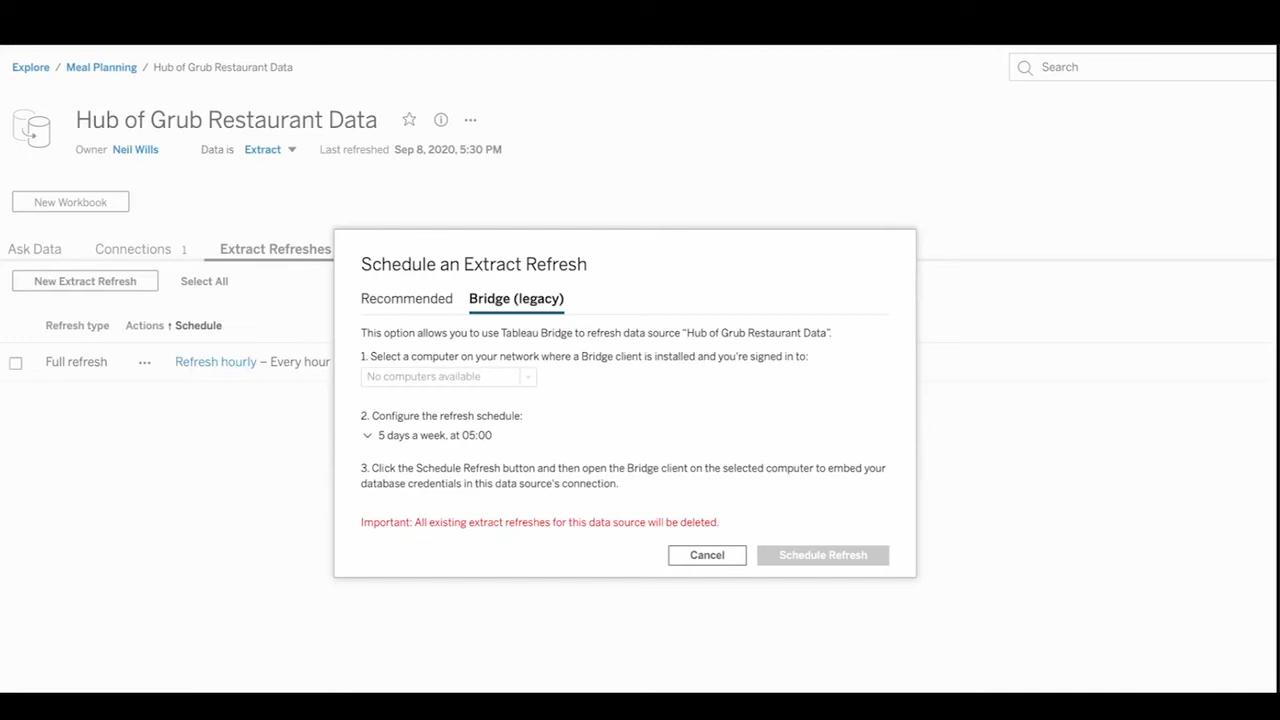 Explore / Meal Planning / Hub of Grub Restaurant Data
Search
Hub of Grub Restaurant Data
Owner Neil Wills Data is Extract Last refreshed Sep 8, 2020, 5:30 PM
New Workbook
Ask Data Connections 1 Extract Refreshes
New Extract Refresh Select All
Refresh type Actions ↑ Schedule
Full refresh ... Refresh hourly – Every hour
Schedule an Extract Refresh
Recommended Bridge (legacy)
This option allows you to use Tableau Bridge to refresh data source “Hub of Grub Restaurant Data”.
1. Select a computer on your network where a Bridge client is installed and you're signed in to:
No computers available
2. Configure the refresh schedule:
5 days a week, at 05:00
3. Click the Schedule Refresh button and then open the Bridge client on the selected computer to embed your
database credentials in this data source's connection.
Important: All existing extract refreshes for this data source will be deleted.
Cancel Schedule Refresh